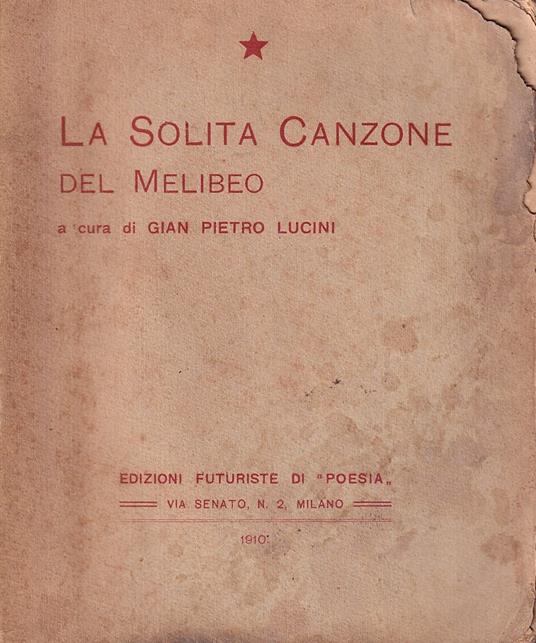 LA SOLITA CANZONE
DEL MELIBEO
a cura di GIAN PIETRO LUCINI
EDIZIONI FUTURISTE DI "POESIA„
VIA SENATO, N. 2, MILANO
1910